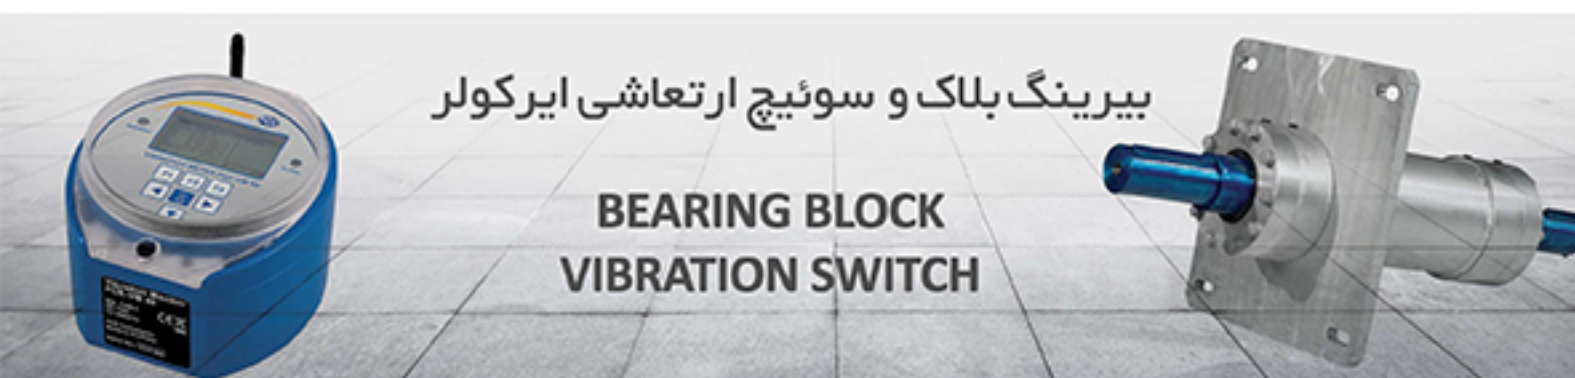 بیرینگ بلاک و سوئیچ ارتعاشی ایرکولر
BEARING BLOCK
VIBRATION SWITCH